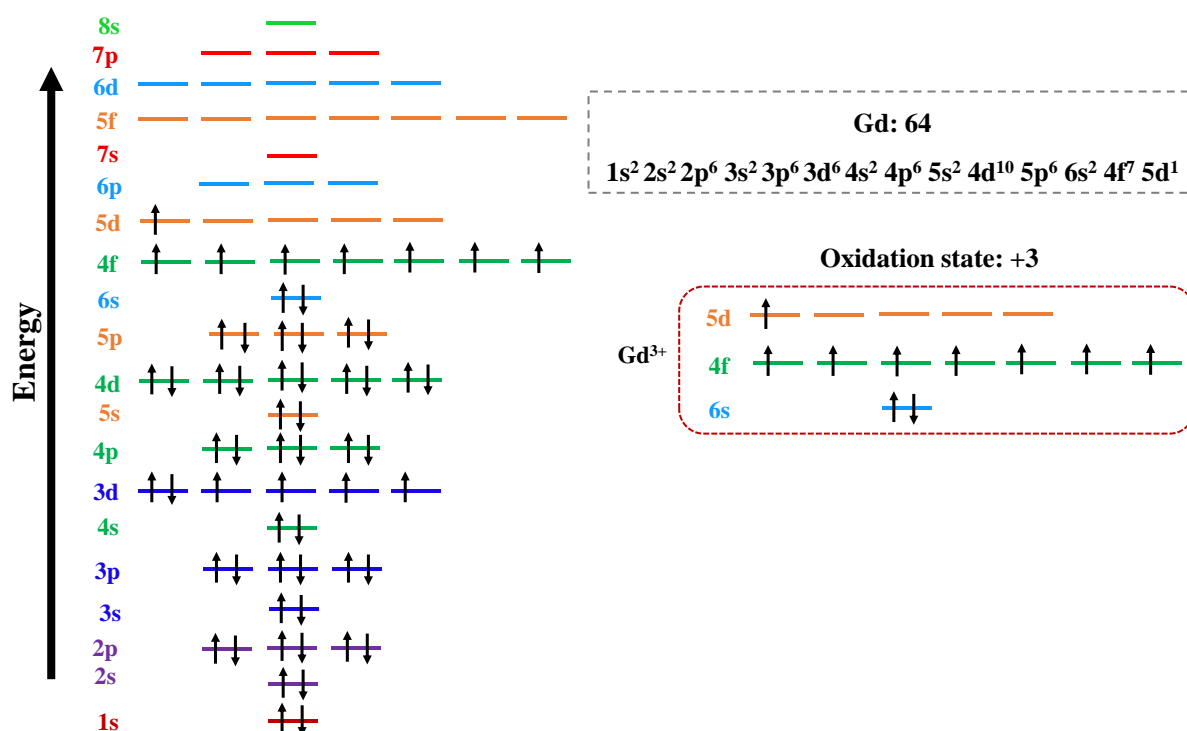 8s
7p
6d
5f
7s
6p
5d
4f
6s
5p
4d
5s
4p
3d
4s
3p
3s
2p
2s
1s
Energy
Gd: 64
1s² 2s² 2p⁶ 3s² 3p⁶ 3d⁶ 4s² 4p⁶ 5s² 4d¹⁰ 5p⁶ 6s² 4f⁷ 5d¹
Oxidation state: +3
Gd³⁺
5d
4f
6s